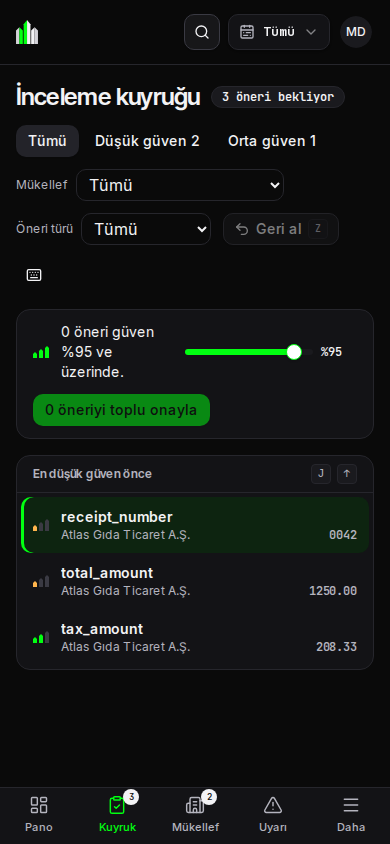 Tümü
MD
İnceleme kuyruğu
3 öneri bekliyor
Tümü Düşük güven 2 Orta güven 1
Mükellef Tümü
Öneri türü Tümü Geri al Z
0 öneri güven
%95 ve
üzerinde.
%95
0 öneriyi toplu onayla
En düşük güven önce J ↑
receipt_number
Atlas Gıda Ticaret A.Ş. 0042
total_amount
Atlas Gıda Ticaret A.Ş. 1250.00
tax_amount
Atlas Gıda Ticaret A.Ş. 208.33
3 2
Pano Kuyruk Mükellef Uyarı Daha